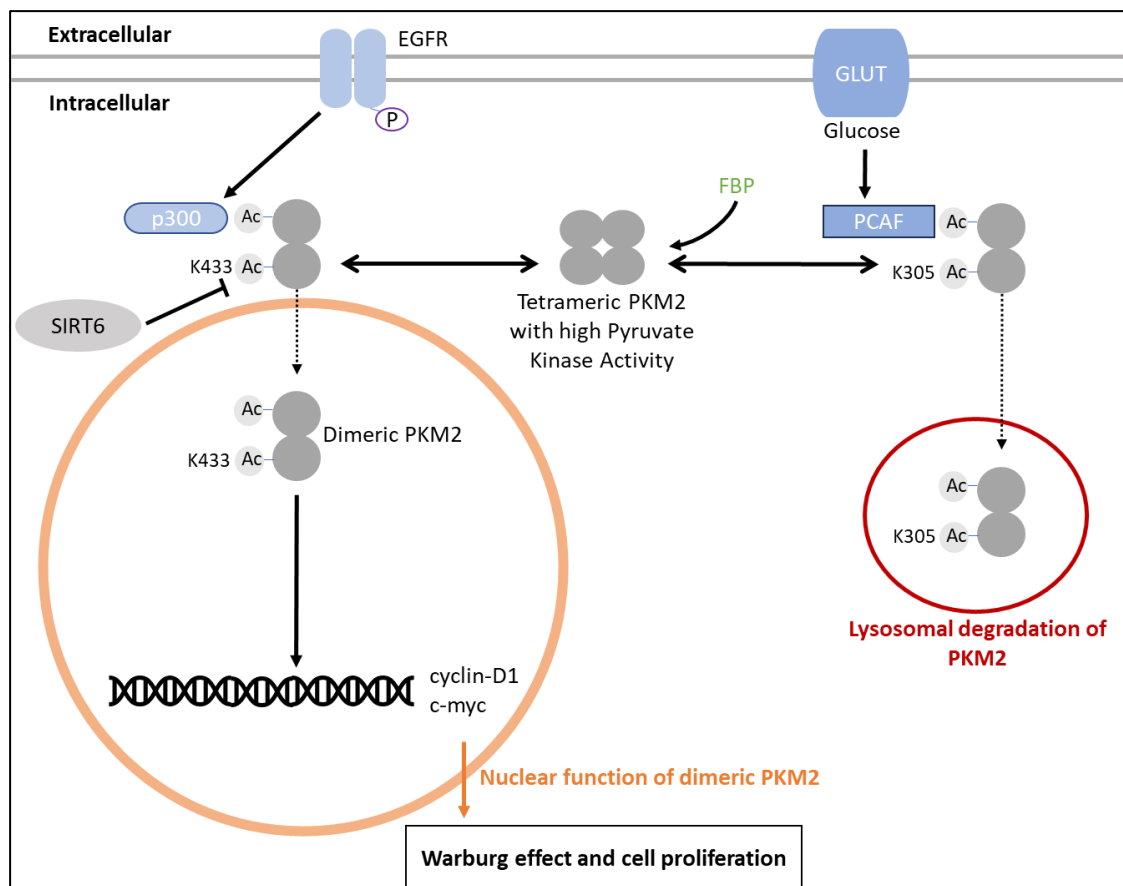 Extracellular
EGFR
GLUT
Intracellular
P
Glucose
FBP
p300
Ac
PCAF
Ac
K433
Ac
K305
Ac
SIRT6
Tetrameric PKM2
with high Pyruvate
Kinase Activity
Ac
Dimeric PKM2
K433
Ac
Ac
K305
Ac
Lysosomal degradation of
PKM2
cyclin-D1
c-myc
Nuclear function of dimeric PKM2
Warburg effect and cell proliferation